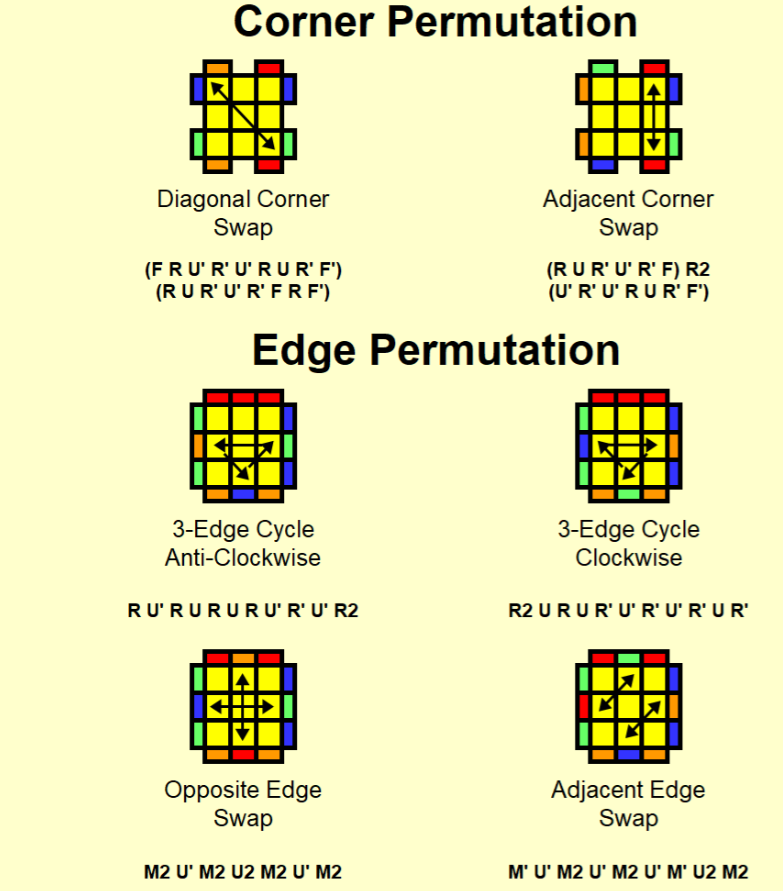 Corner Permutation
Diagonal Corner
Swap
(F R U' R' U' R U R' F')
(R U R' U' R' F R F')
Adjacent Corner
Swap
(R U R' U' R' F) R2
(U' R' U' R U R' F')
Edge Permutation
3-Edge Cycle
Anti-Clockwise
R U' R U R U R U' R' U' R2
3-Edge Cycle
Clockwise
R2 U R U R' U' R' U' R' U R'
Opposite Edge
Swap
M2 U' M2 U2 M2 U' M2
Adjacent Edge
Swap
M' U' M2 U' M2 U' M' U2 M2